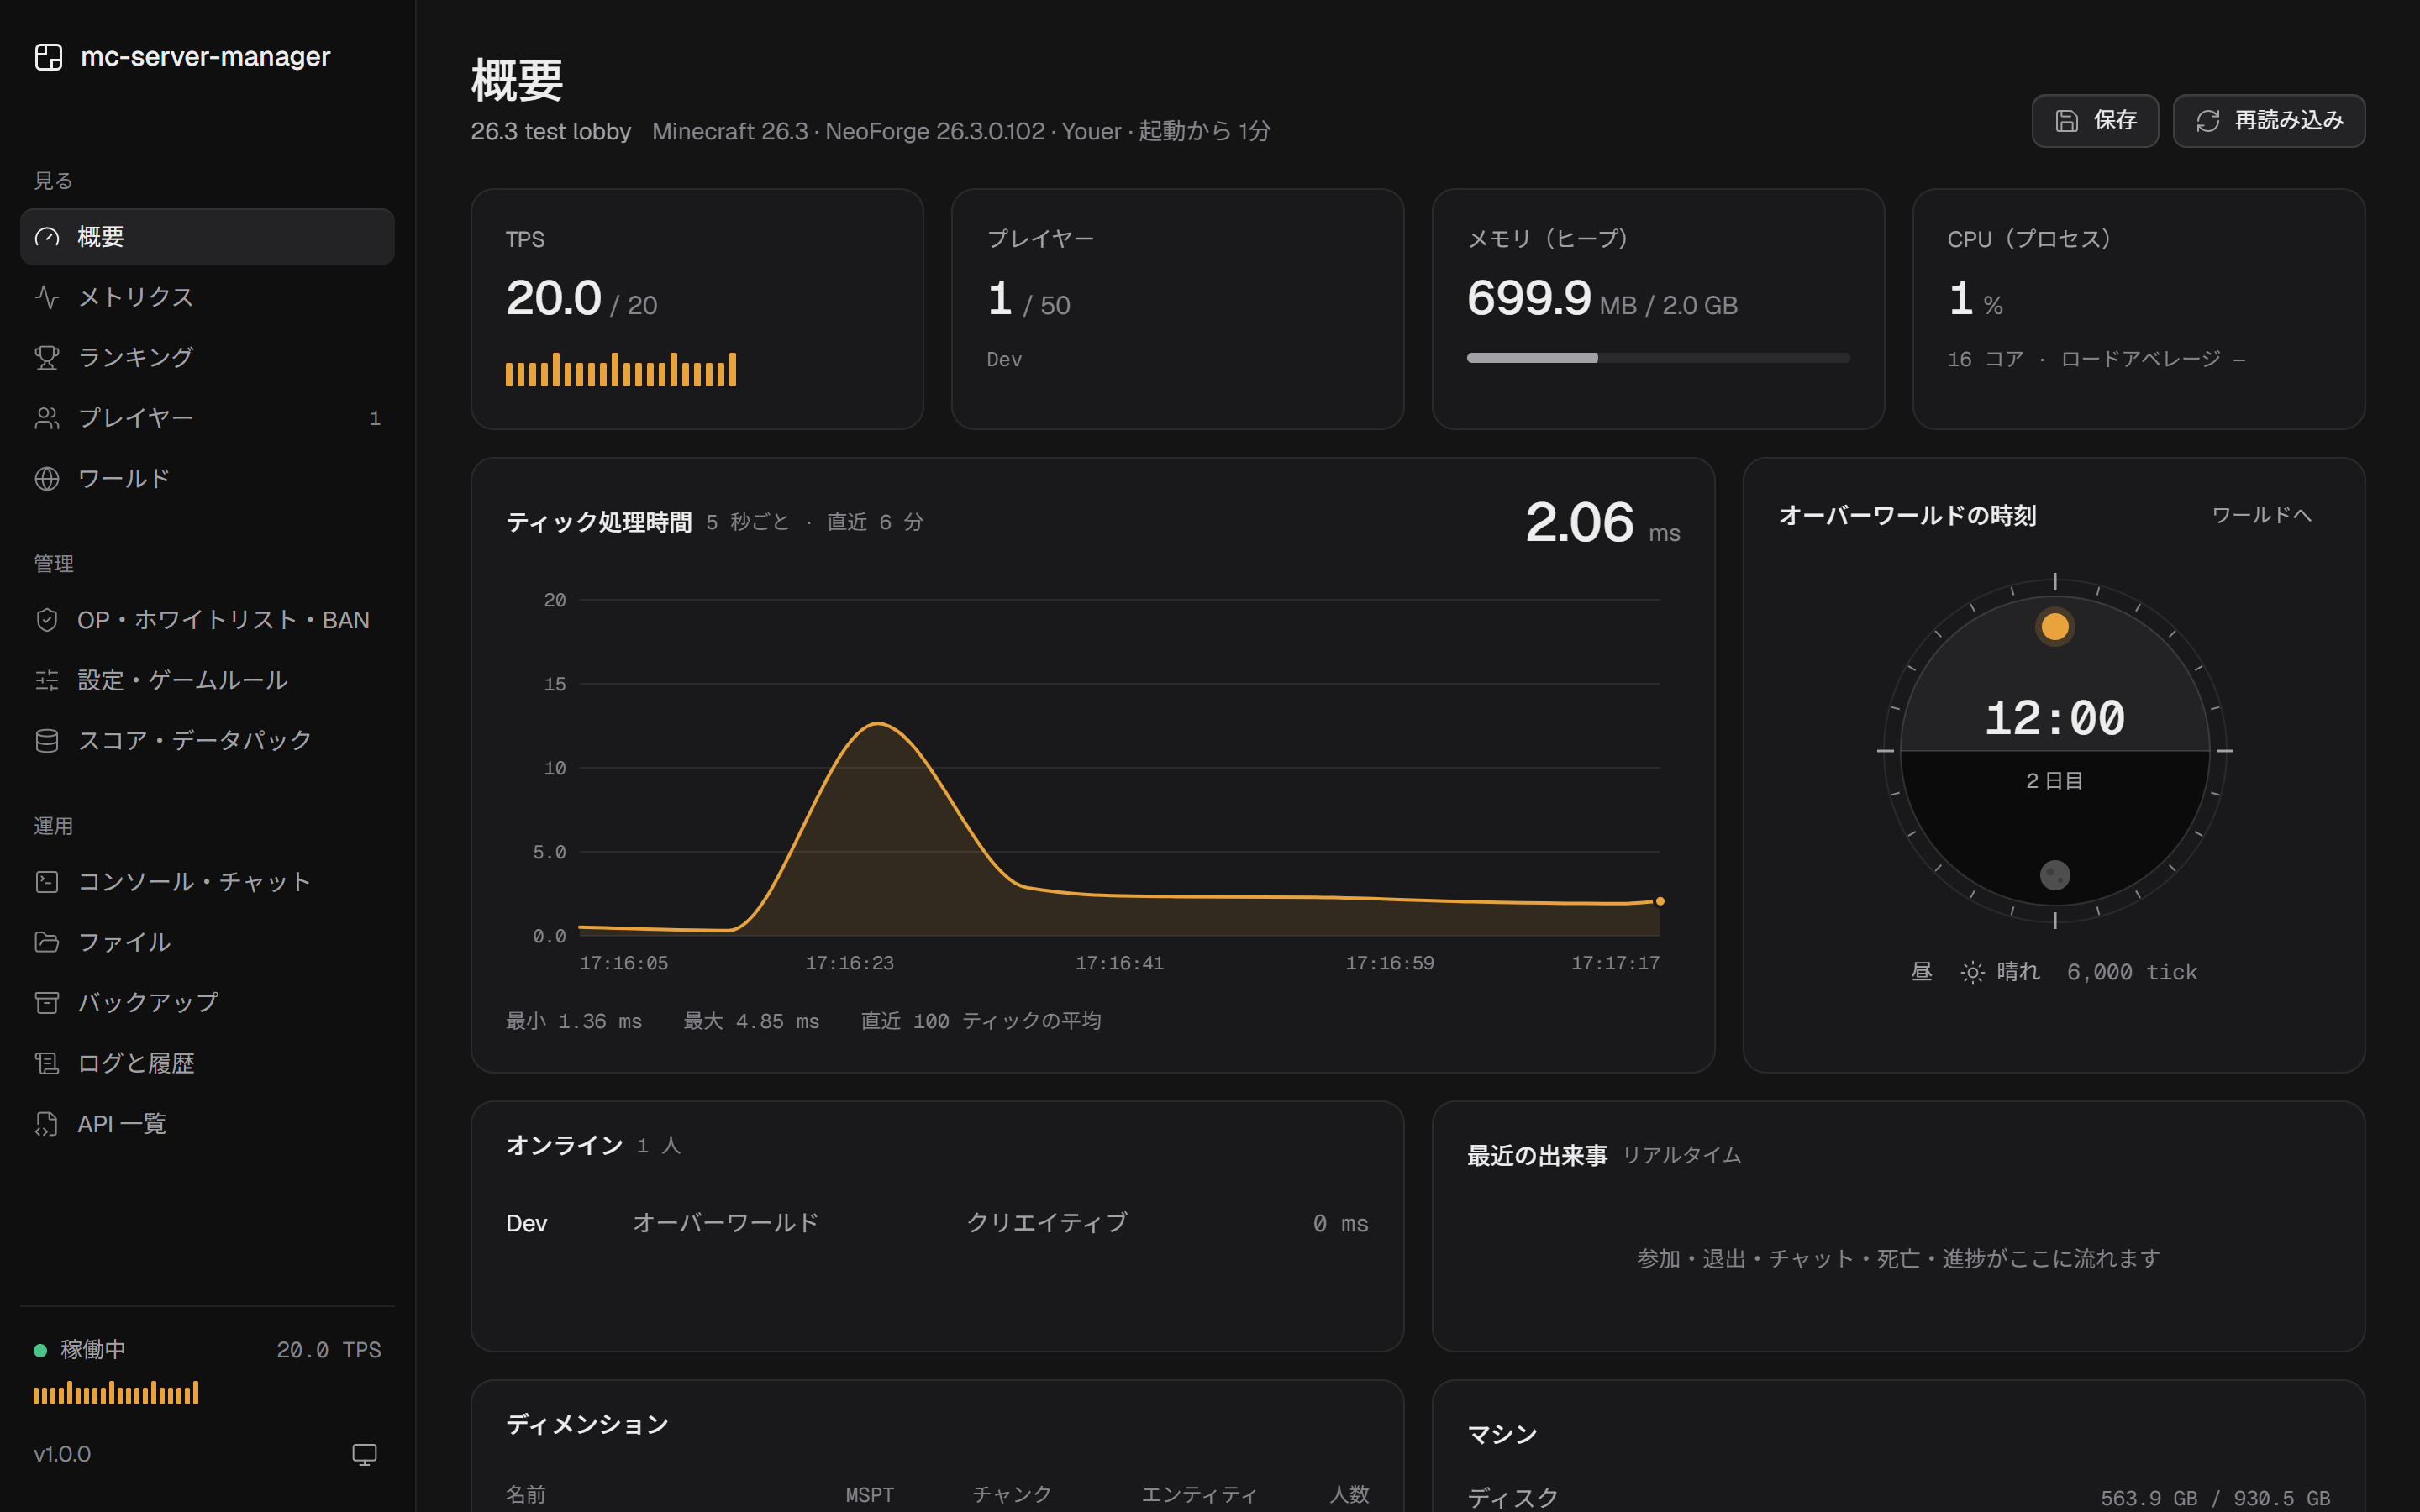 mc-server-manager
見る
概要
メトリクス
ランキング
プレイヤー 1
ワールド
管理
OP・ホワイトリスト・BAN
設定・ゲームルール
スコア・データパック
運用
コンソール・チャット
ファイル
バックアップ
ログと履歴
API 一覧
稼働中 20.0 TPS
v1.0.0
概要
26.3 test lobby Minecraft 26.3 · NeoForge 26.3.0.102 · Youer · 起動から 1分
保存
再読み込み
TPS
20.0 / 20
プレイヤー
1 / 50
Dev
メモリ（ヒープ）
699.9 MB / 2.0 GB
CPU（プロセス）
1 %
16 コア · ロードアベレージ —
ティック処理時間 5 秒ごと · 直近 6 分
2.06 ms
20
15
10
5.0
0.0
17:16:05 17:16:23 17:16:41 17:16:59 17:17:17
最小 1.36 ms 最大 4.85 ms 直近 100 ティックの平均
オーバーワールドの時刻 ワールドへ
12:00
2 日目
昼 晴れ 6,000 tick
オンライン 1 人
Dev オーバーワールド クリエイティブ 0 ms
最近の出来事 リアルタイム
参加・退出・チャット・死亡・進捗がここに流れます
ディメンション
名前 MSPT チャンク エンティティ 人数
マシン
ディスク 563.9 GB / 930.5 GB